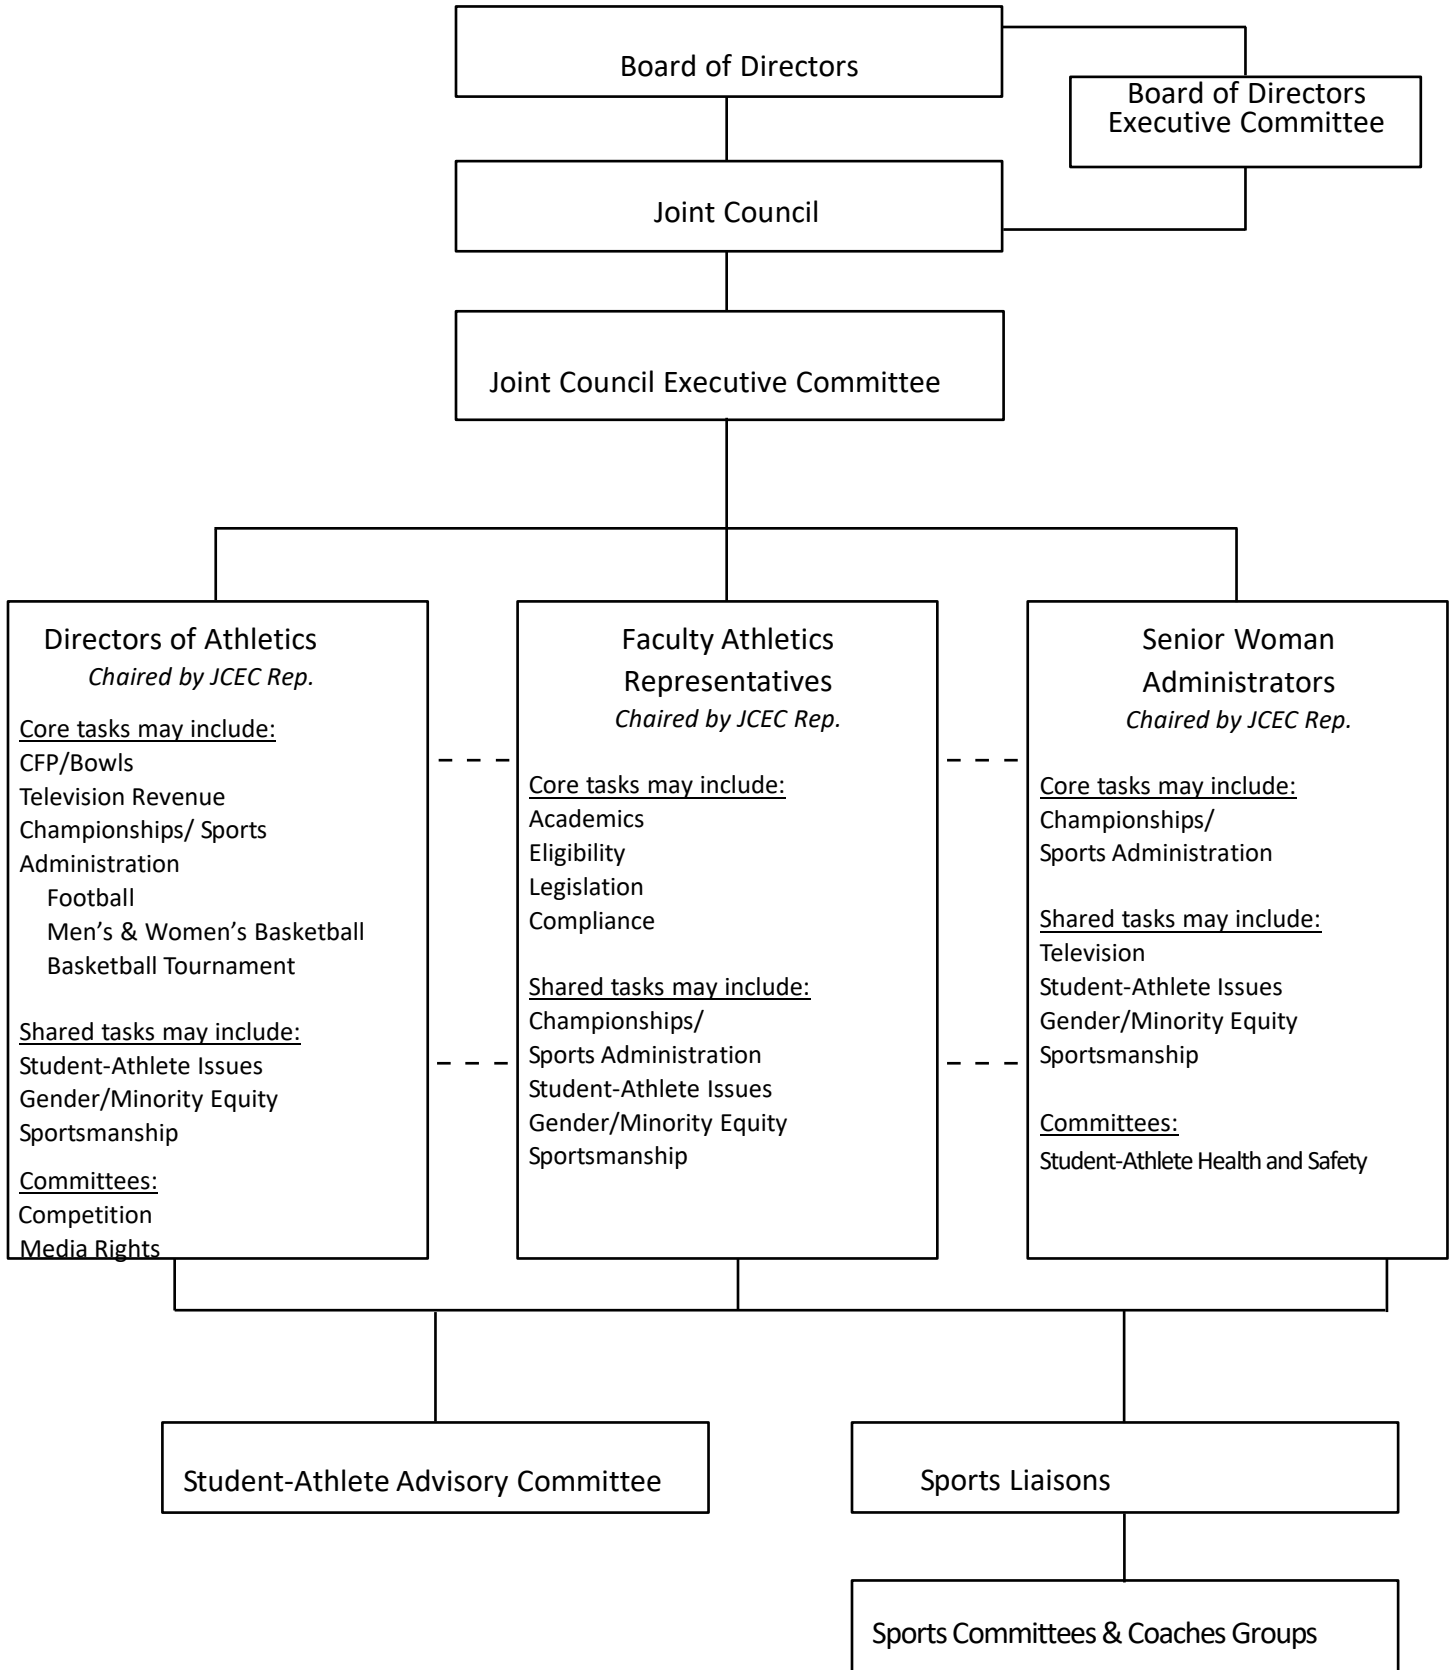 Board of Directors
Board of Directors
Executive Committee
Joint Council
Joint Council Executive Committee
Directors of Athletics
Chaired by JCEC Rep.
Core tasks may include:
CFP/Bowls
Television Revenue
Championships/ Sports
Administration
Football
Men’s & Women’s Basketball
Basketball Tournament
Shared tasks may include:
Student-Athlete Issues
Gender/Minority Equity
Sportsmanship
Committees:
Competition
Media Rights
Faculty Athletics
Representatives
Chaired by JCEC Rep.
Core tasks may include:
Academics
Eligibility
Legislation
Compliance
Shared tasks may include:
Championships/
Sports Administration
Student-Athlete Issues
Gender/Minority Equity
Sportsmanship
Senior Woman
Administrators
Chaired by JCEC Rep.
Core tasks may include:
Championships/
Sports Administration
Shared tasks may include:
Television
Student-Athlete Issues
Gender/Minority Equity
Sportsmanship
Committees:
Student-Athlete Health and Safety
Student-Athlete Advisory Committee
Sports Liaisons
Sports Committees & Coaches Groups